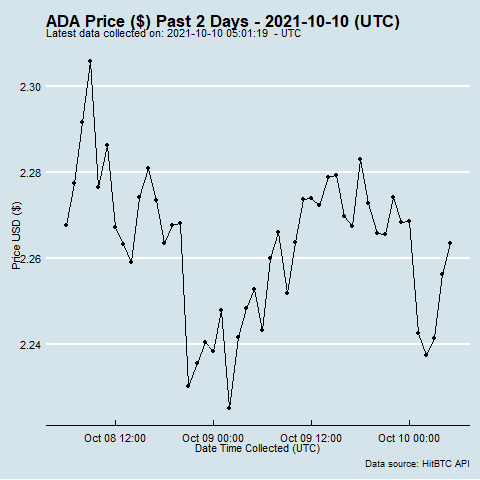 ADA Price ($) Past 2 Days - 2021-10-10 (UTC)
Latest data collected on: 2021-10-10 05:01:19 - UTC
2.30
2.28
2.26
2.24
Price USD ($)
Oct 08 12:00 Oct 09 00:00 Oct 09 12:00 Oct 10 00:00
Date Time Collected (UTC)
Data source: HitBTC API